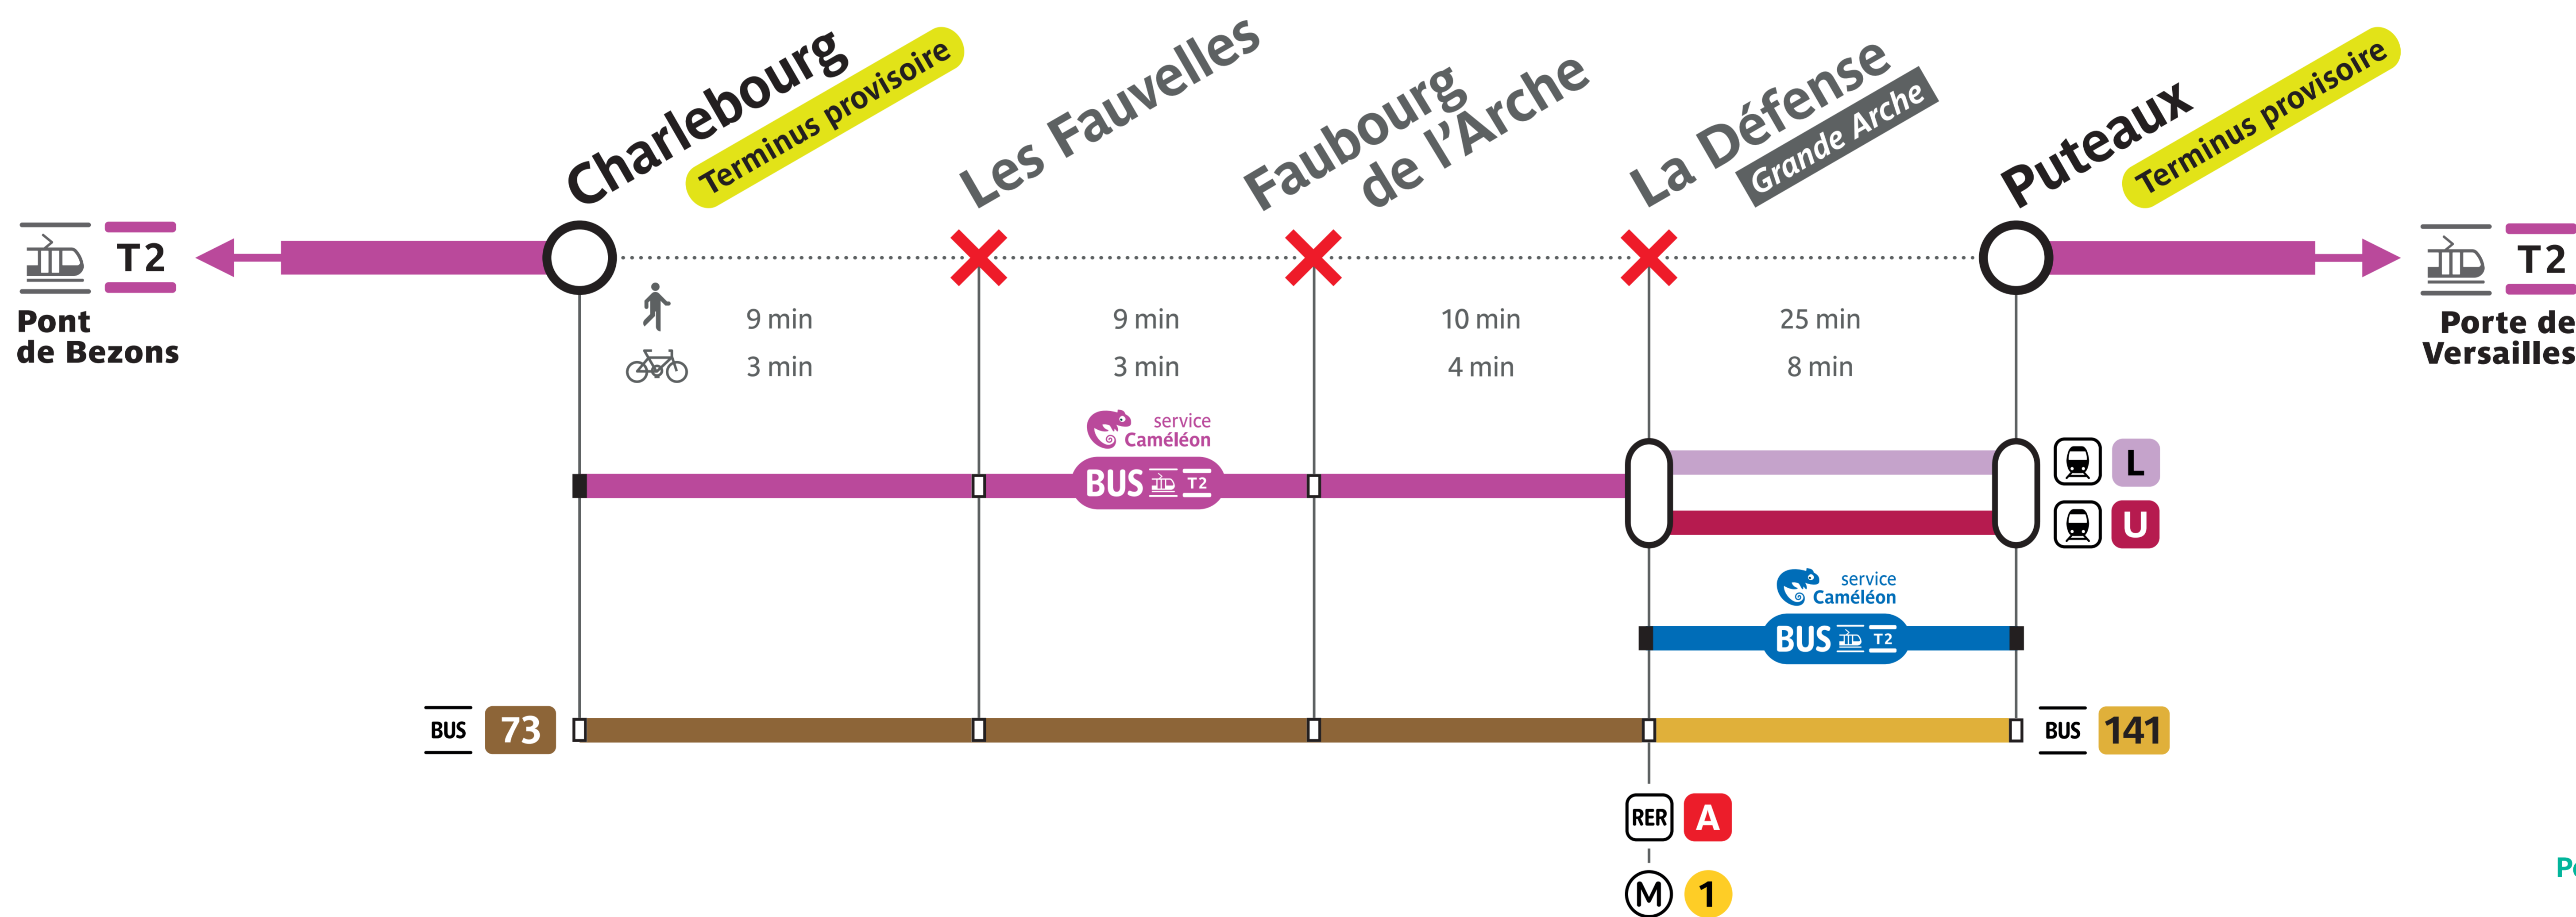 Charlebourg
Terminus provisoire
Les Fauvelles
Faubourg
de l'Arche
La Défense
Grande Arche
Puteaux
Terminus provisoire
T2
Pont
de Bezons
T2
Porte de
Versailles
9 min
9 min
10 min
25 min
3 min
3 min
4 min
8 min
service
Caméléon
BUS T2
L
U
service
Caméléon
BUS T2
BUS 73
BUS 141
RER A
M 1